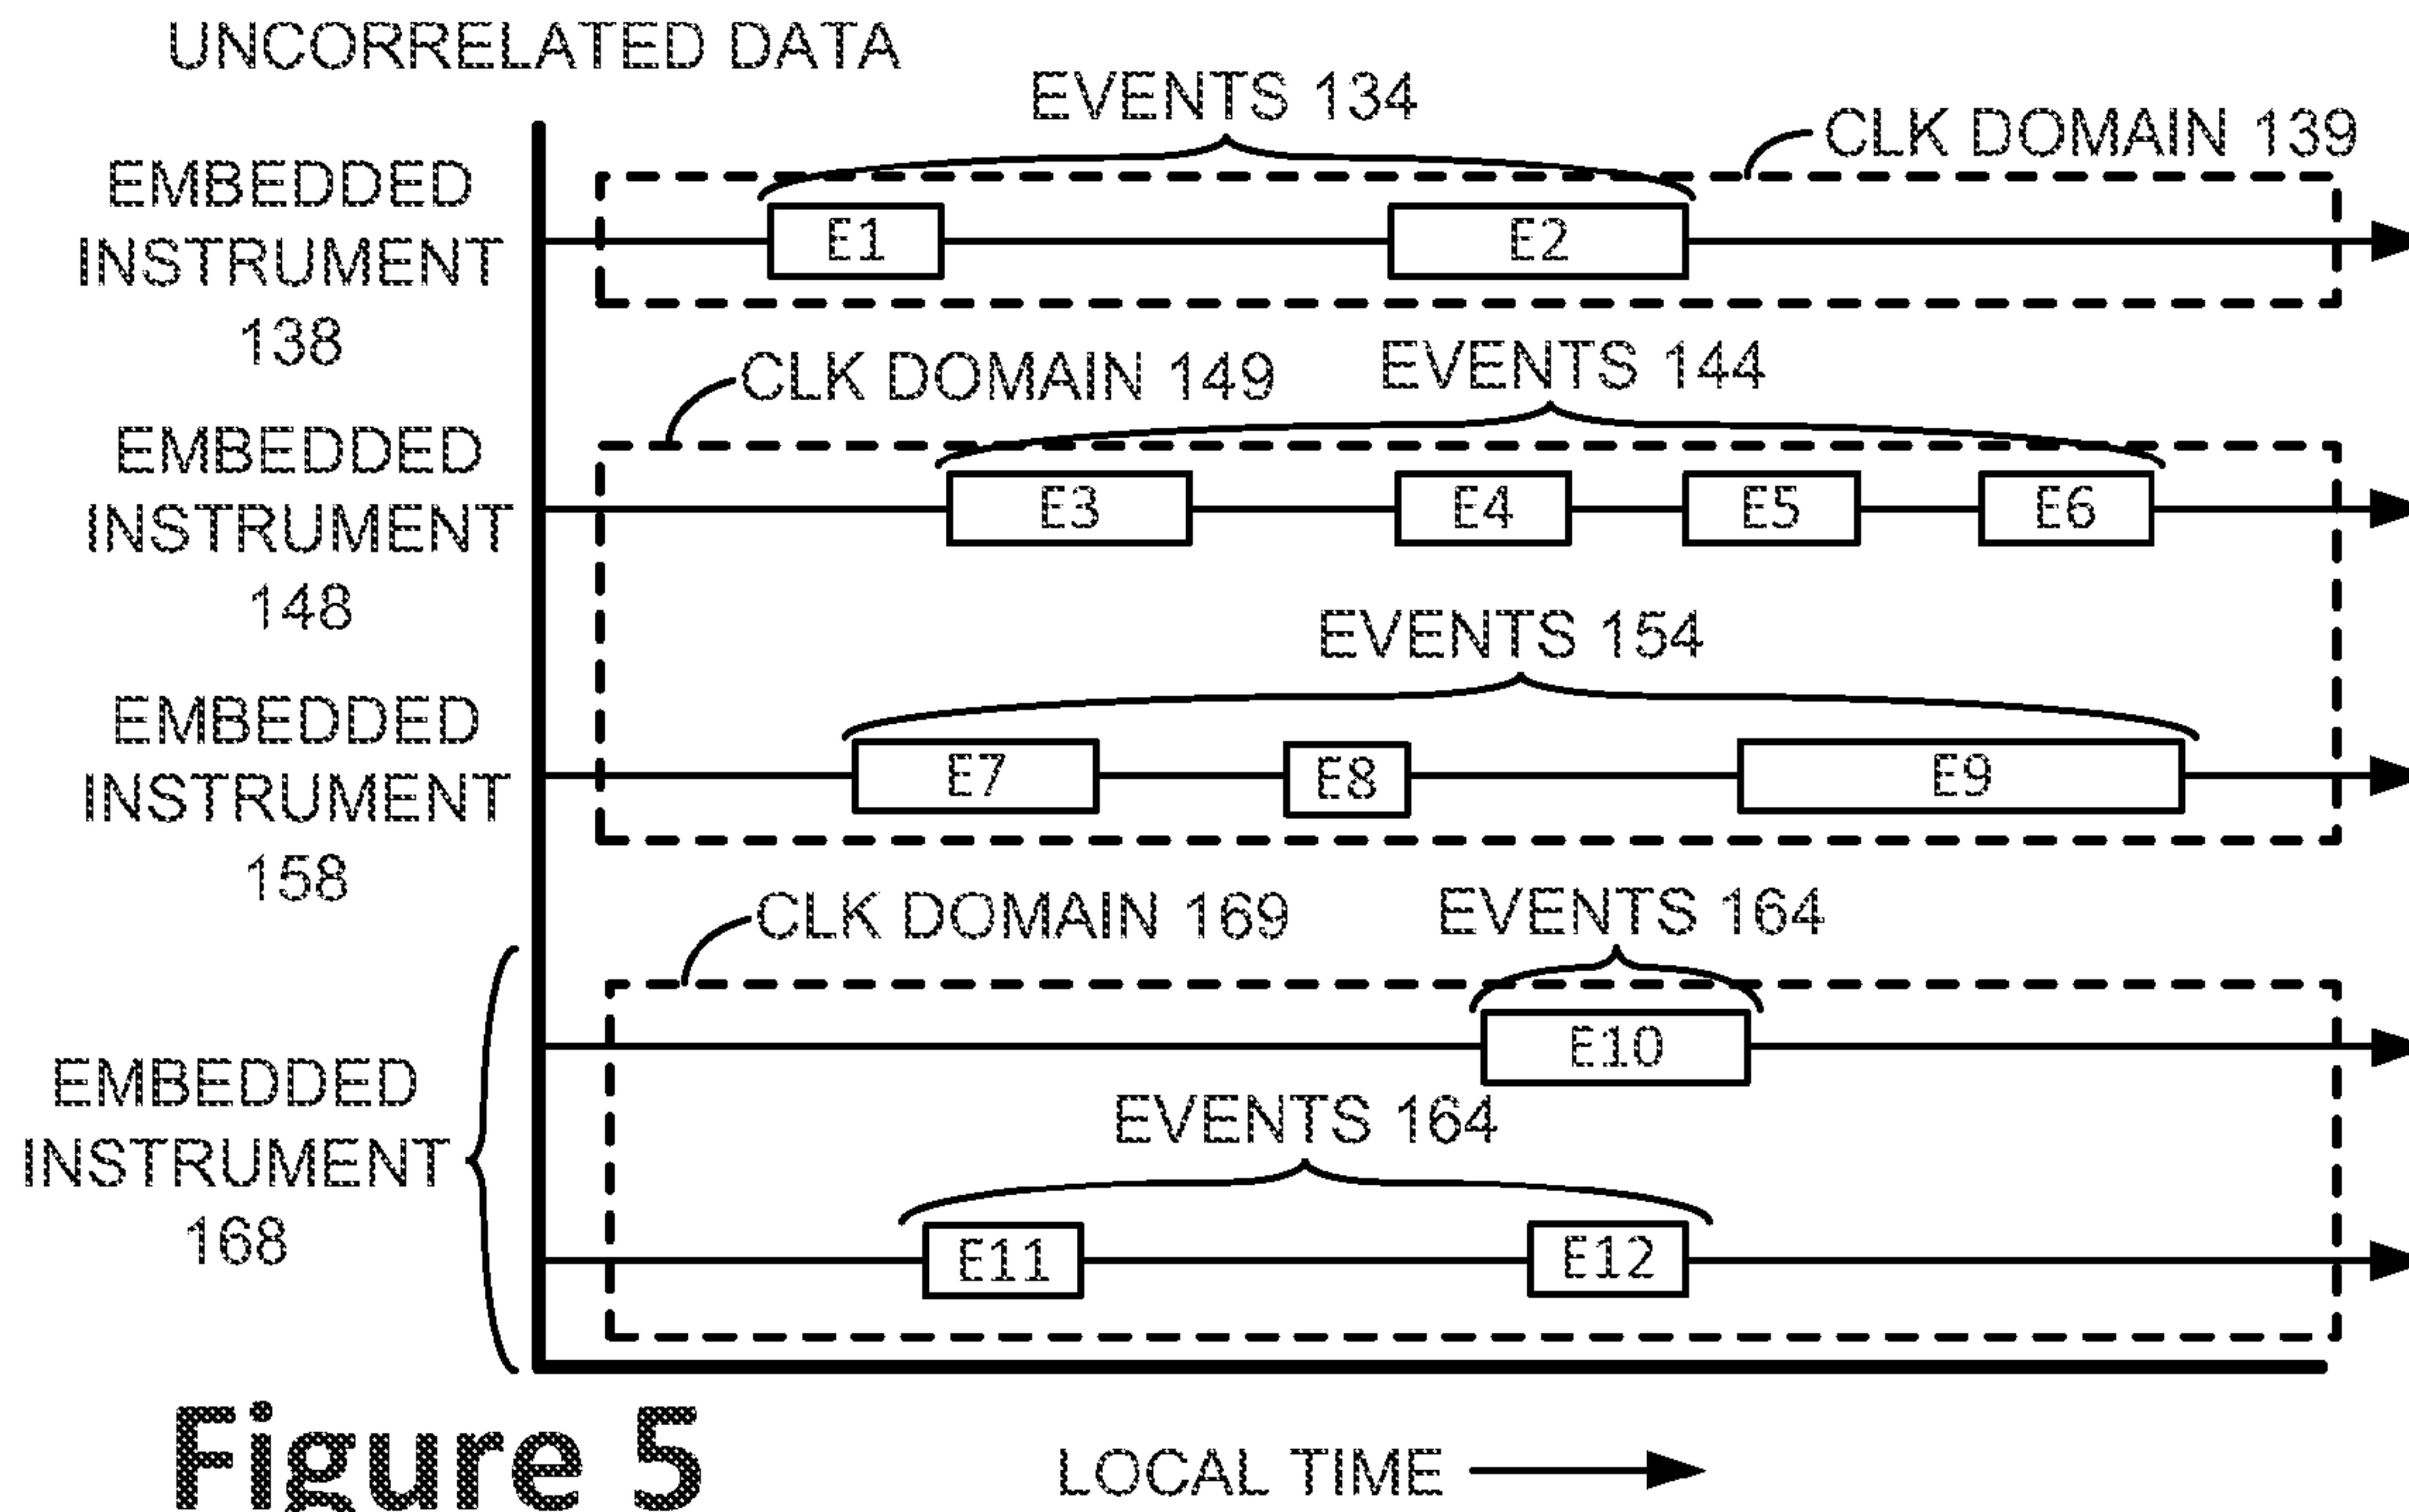 UNCORRELATED DATA
EVENTS 134
CLK DOMAIN 139
EMBEDDED
INSTRUMENT
138
E1
E2
CLK DOMAIN 149
EVENTS 144
EMBEDDED
INSTRUMENT
148
E3
E4
E5
E6
EVENTS 154
EMBEDDED
INSTRUMENT
158
E7
E8
E9
CLK DOMAIN 169
EVENTS 164
E10
EMBEDDED
INSTRUMENT
168
EVENTS 164
E11
E12
Figure 5
LOCAL TIME